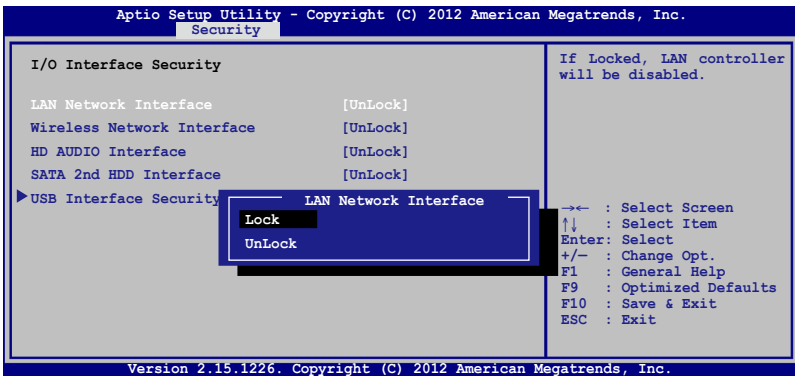 Aptio Setup Utility - Copyright (C) 2012 American Megatrends, Inc.
Security
I/O Interface Security
LAN Network Interface [UnLock]
Wireless Network Interface [UnLock]
HD AUDIO Interface [UnLock]
SATA 2nd HDD Interface [UnLock]
USB Interface Security
LAN Network Interface
Lock
UnLock
If Locked, LAN controller
will be disabled.
→← : Select Screen
↑↓ : Select Item
Enter: Select
+/— : Change Opt.
F1 : General Help
F9 : Optimized Defaults
F10 : Save & Exit
ESC : Exit
Version 2.15.1226. Copyright (C) 2012 American Megatrends, Inc.